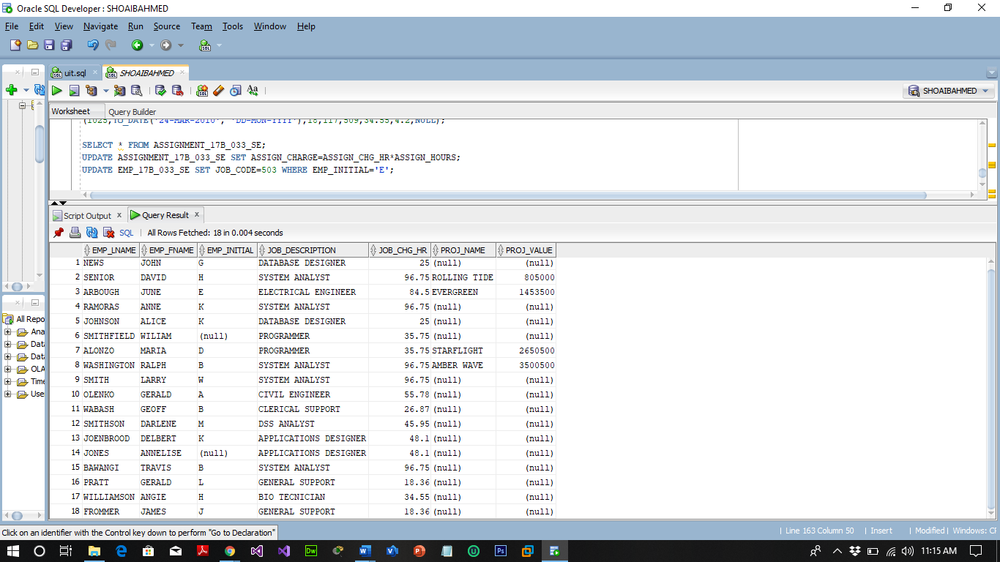 Oracle SQL Developer : SHOAIBAHMED
File Edit View Navigate Run Source Team Tools Window Help
uit.sql SHOAIBAHMED
SHOAIBAHMED
Worksheet Query Builder
(1025,TO_DATE('24-MAR-2010', 'DD-MON-YYYY'),18,117,509,34.55,4.2,NULL);
SELECT * FROM ASSIGNMENT_17B_033_SE;
UPDATE ASSIGNMENT_17B_033_SE SET ASSIGN_CHARGE=ASSIGN_CHG_HR*ASSIGN_HOURS;
UPDATE EMP_17B_033_SE SET JOB_CODE=503 WHERE EMP_INITIAL='E';
Script Output x Query Result x
SQL | All Rows Fetched: 18 in 0.004 seconds
EMP_LNAME EMP_FNAME EMP_INITIAL JOB_DESCRIPTION JOB_CHG_HR PROJ_NAME PROJ_VALUE
1 NEWS JOHN G DATABASE DESIGNER 25 (null) (null)
2 SENIOR DAVID H SYSTEM ANALYST 96.75 ROLLING TIDE 805000
3 ARBOUGH JUNE E ELECTRICAL ENGINEER 84.5 EVERGREEN 1453500
4 RAMORAS ANNE K SYSTEM ANALYST 96.75 (null) (null)
5 JOHNSON ALICE K DATABASE DESIGNER 25 (null) (null)
6 SMITHFIELD WILIAM (null) PROGRAMMER 35.75 (null) (null)
7 ALONZO MARIA D PROGRAMMER 35.75 STARFLIGHT 2650500
8 WASHINGTON RALPH B SYSTEM ANALYST 96.75 AMBER WAVE 3500500
9 SMITH LARRY W SYSTEM ANALYST 96.75 (null) (null)
10 OLENKO GERALD A CIVIL ENGINEER 55.78 (null) (null)
11 WABASH GEOFF B CLERICAL SUPPORT 26.87 (null) (null)
12 SMITHSON DARLENE M DSS ANALYST 45.95 (null) (null)
13 JOENBROOD DELBERT K APPLICATIONS DESIGNER 48.1 (null) (null)
14 JONES ANNELISE (null) APPLICATIONS DESIGNER 48.1 (null) (null)
15 BAWANGI TRAVIS B SYSTEM ANALYST 96.75 (null) (null)
16 PRATT GERALD L GENERAL SUPPORT 18.36 (null) (null)
17 WILLIAMSON ANGIE H BIO TECNICIAN 34.55 (null) (null)
18 FROMMER JAMES J GENERAL SUPPORT 18.36 (null) (null)
All Repo
Ana
Data
Data
OLA
Time
Use
Click on an identifier with the Control key down to perform "Go to Declaration"
| Line 163 Column 50 | Insert | Modified | Windows: CF
11:15 AM